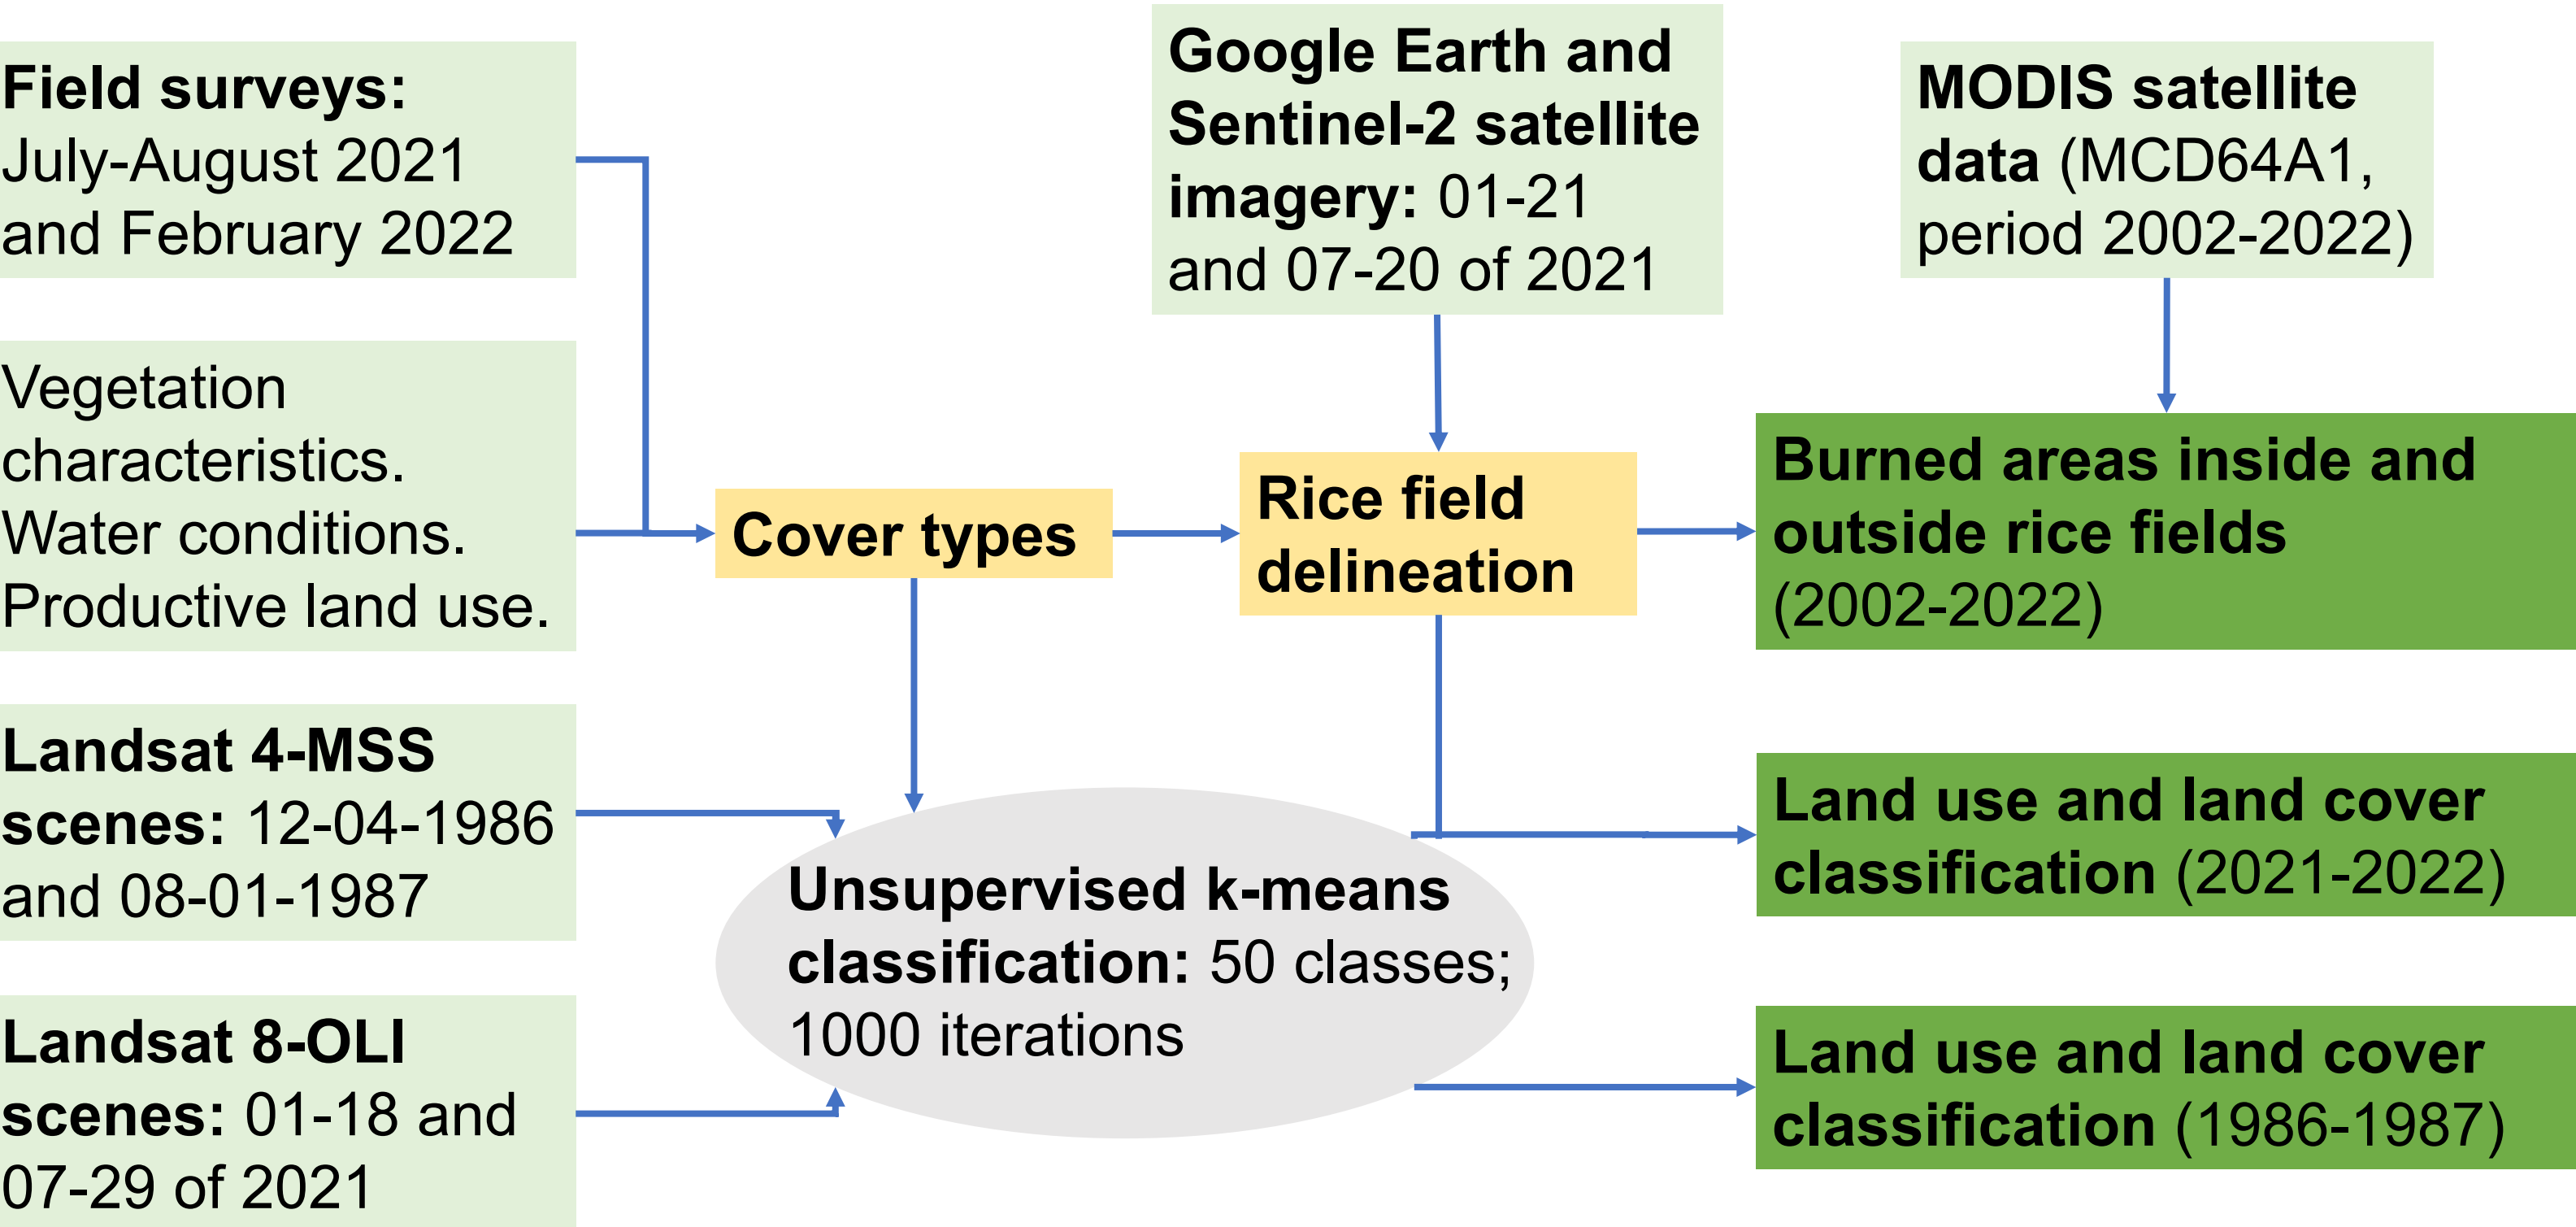 Field surveys:
July-August 2021
and February 2022
Vegetation
characteristics.
Water conditions.
Productive land use.
Landsat 4-MSS
scenes: 12-04-1986
and 08-01-1987
Landsat 8-OLI
scenes: 01-18 and
07-29 of 2021
Cover types
Google Earth and
Sentinel-2 satellite
imagery: 01-21
and 07-20 of 2021
Rice field
delineation
Unsupervised k-means
classification: 50 classes;
1000 iterations
MODIS satellite
data (MCD64A1,
period 2002-2022)
Burned areas inside and
outside rice fields
(2002-2022)
Land use and land cover
classification (2021-2022)
Land use and land cover
classification (1986-1987)